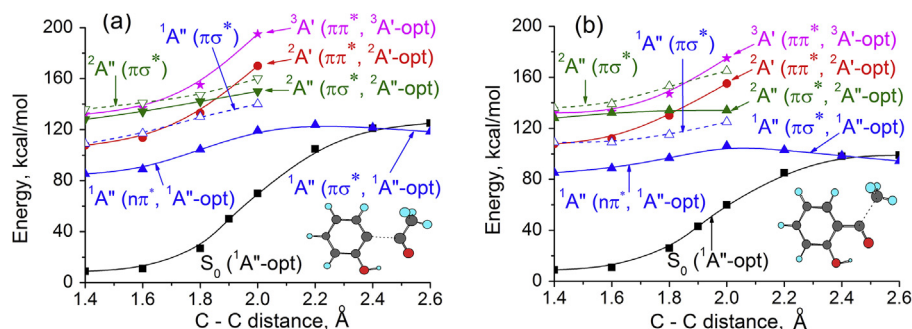 (a)
³A' (ππ*, ³A'-opt)
¹A" (πσ*)
²A' (ππ*, ²A'-opt)
²A" (πσ*)
²A" (πσ*, ²A"-opt)
¹A" (nπ*, ¹A"-opt)
¹A" (πσ*, ¹A"-opt)
S₀ (¹A"-opt)
Energy, kcal/mol
200
160
120
80
40
0
1.4 1.6 1.8 2.0 2.2 2.4 2.6
C - C distance, Å
(b)
¹A" (πσ*)
³A' (ππ*, ³A'-opt)
²A" (πσ*)
²A' (ππ*, ²A'-opt)
²A" (πσ*, ²A"-opt)
¹A" (πσ*, ¹A"-opt)
¹A" (nπ*, ¹A"-opt)
S₀ (¹A"-opt)
Energy, kcal/mol
200
160
120
80
40
0
1.4 1.6 1.8 2.0 2.2 2.4 2.6
C - C distance, Å